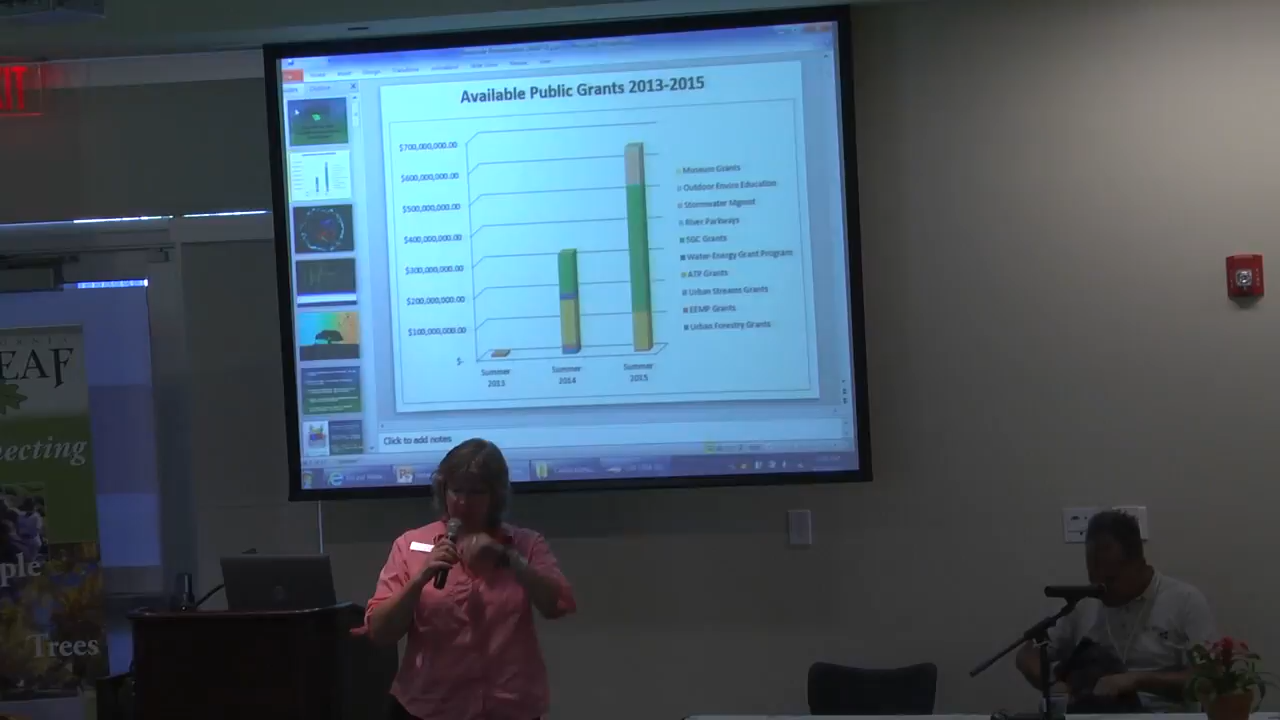 EXIT
Available Public Grants 2013-2015
$700,000,000.00
$600,000,000.00
$500,000,000.00
$400,000,000.00
$300,000,000.00
$200,000,000.00
$100,000,000.00
$-
Summer
2013
Summer
2014
Summer
2015
Museum Grants
Outdoor Enviro Education
Stormwater Mgmnt
River Parkways
SGC Grants
Water-Energy Grant Program
ATP Grants
Urban Streams Grants
EEMP Grants
Urban Forestry Grants
Click to add notes
EAF
necting
ple
Trees